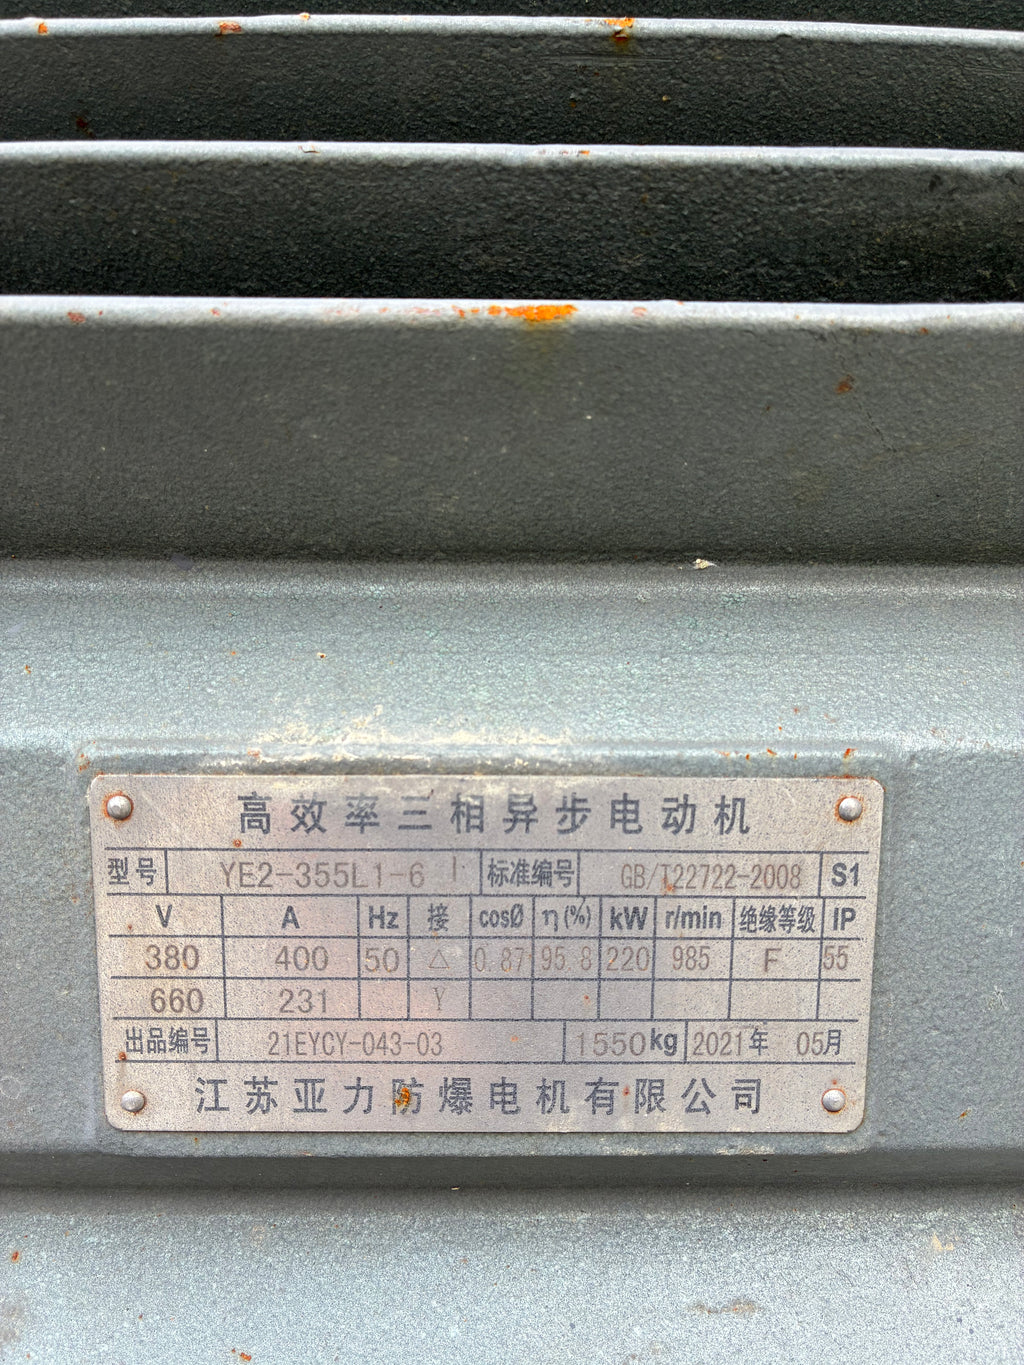 高效率三相异步电动机
型号 YE2-355L1-6 标准编号 GB/T22722-2008 S1
V A Hz 接 cosØ η(%) kW r/min 绝缘等级 IP
380 400 50 △ 0.87 95.8 220 985 F 55
660 231 Y
出品编号 21EYCY-043-03 1550kg 2021年 05月
江苏亚力防爆电机有限公司